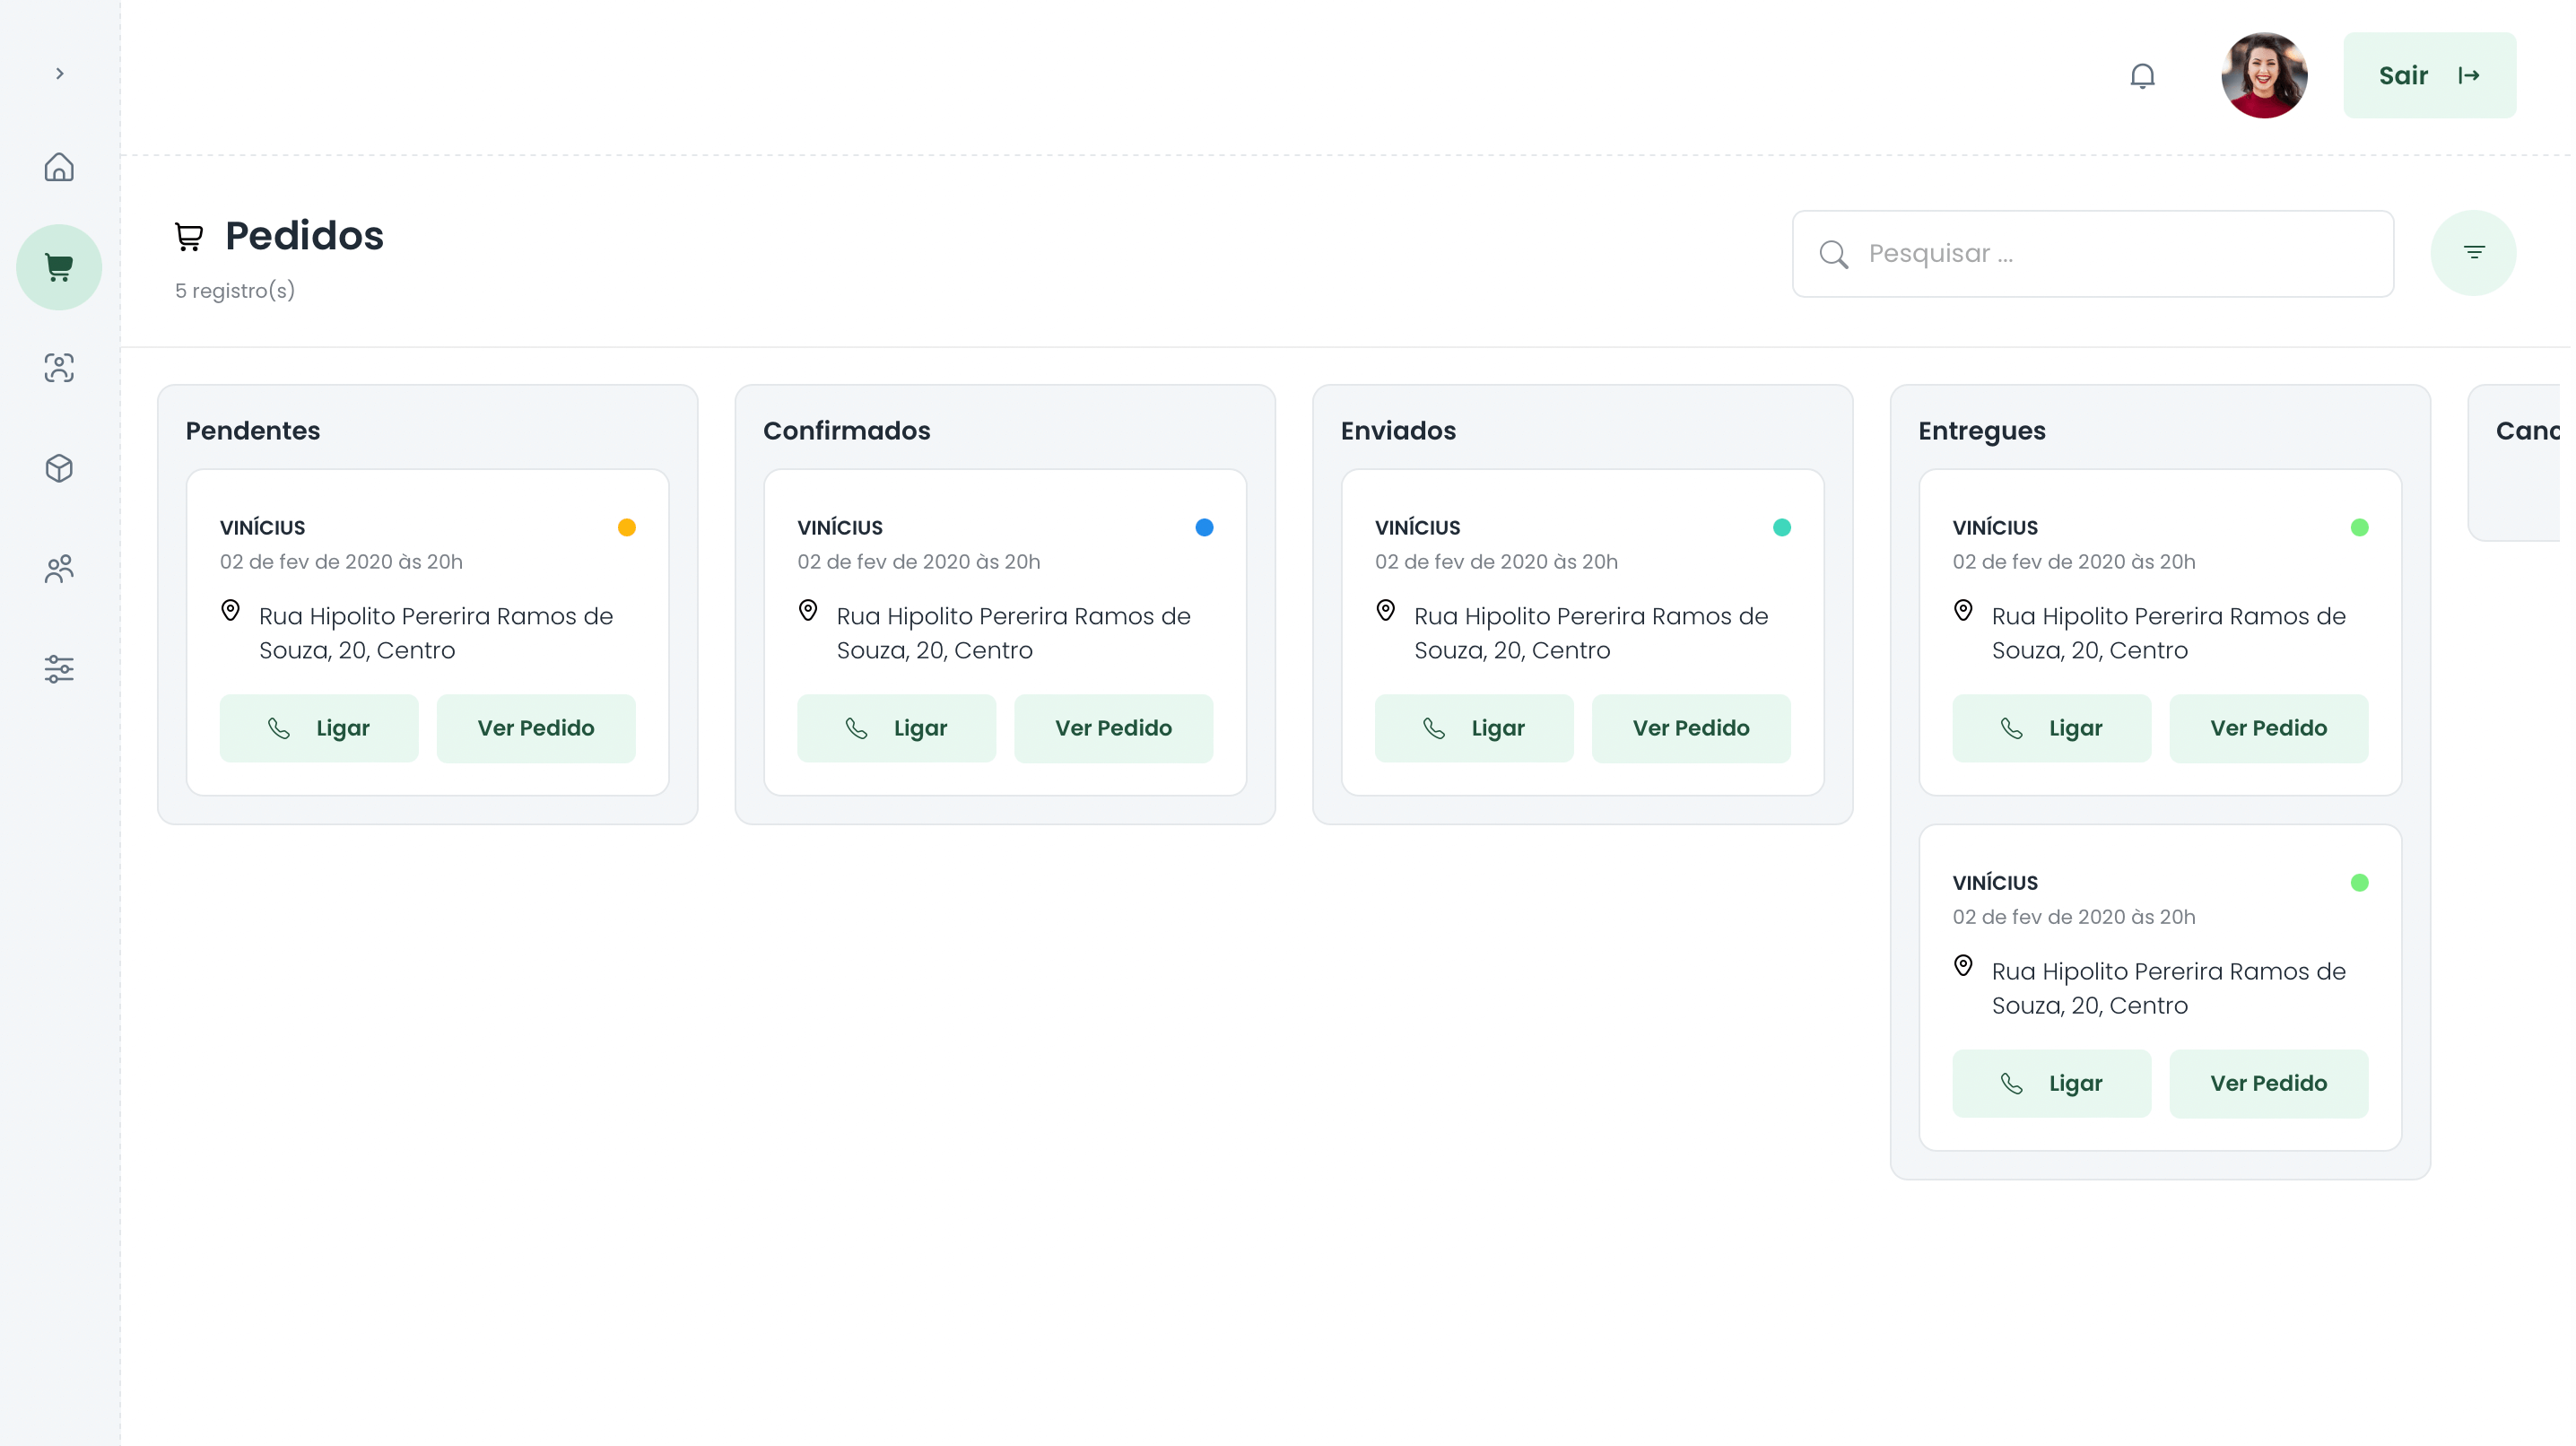 Sair
Pedidos
5 registro(s)
Pesquisar ...
Pendentes
VINÍCIUS
02 de fev de 2020 às 20h
Rua Hipolito Pererira Ramos de
Souza, 20, Centro
Ligar
Ver Pedido
Confirmados
VINÍCIUS
02 de fev de 2020 às 20h
Rua Hipolito Pererira Ramos de
Souza, 20, Centro
Ligar
Ver Pedido
Enviados
VINÍCIUS
02 de fev de 2020 às 20h
Rua Hipolito Pererira Ramos de
Souza, 20, Centro
Ligar
Ver Pedido
Entregues
VINÍCIUS
02 de fev de 2020 às 20h
Rua Hipolito Pererira Ramos de
Souza, 20, Centro
Ligar
Ver Pedido
VINÍCIUS
02 de fev de 2020 às 20h
Rua Hipolito Pererira Ramos de
Souza, 20, Centro
Ligar
Ver Pedido